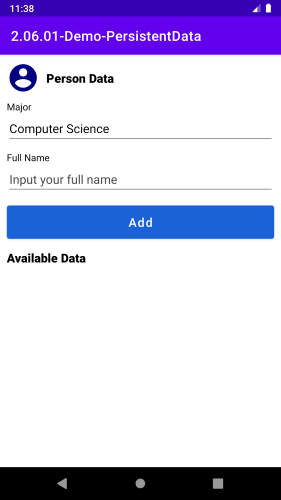 11:38
2.06.01-Demo-PersistentData
Person Data
Major
Computer Science
Full Name
Input your full name
Add
Available Data